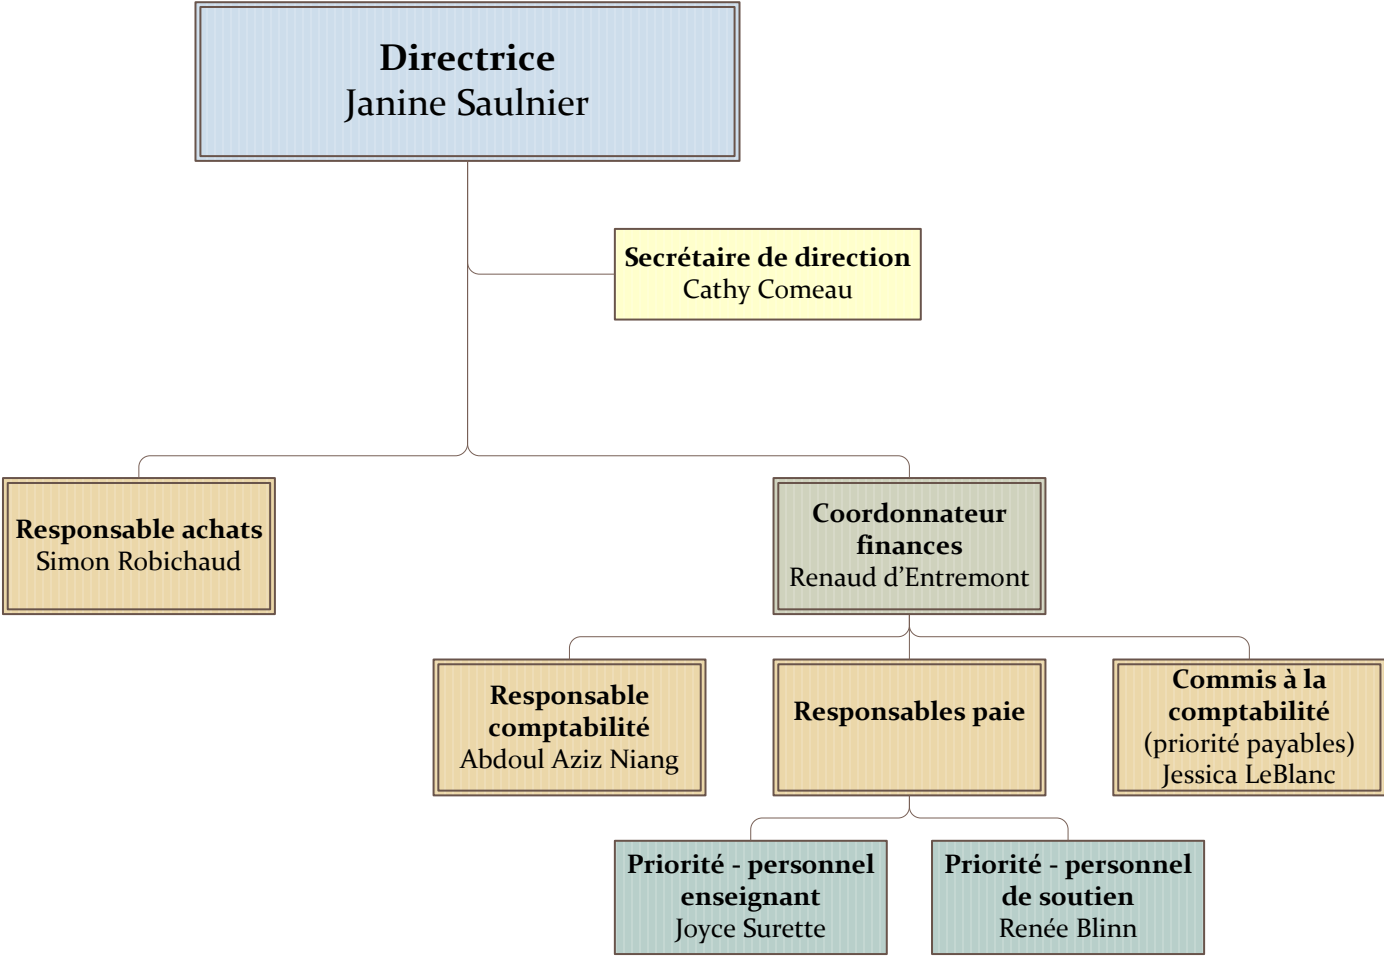 Directrice
Janine Saulnier
Secrétaire de direction
Cathy Comeau
Responsable achats
Simon Robichaud
Coordonnateur
finances
Renaud d’Entremont
Responsable
comptabilité
Abdoul Aziz Niang
Responsables paie
Commis à la
comptabilité
(priorité payables)
Jessica LeBlanc
Priorité - personnel
enseignant
Joyce Surette
Priorité - personnel
de soutien
Renée Blinn